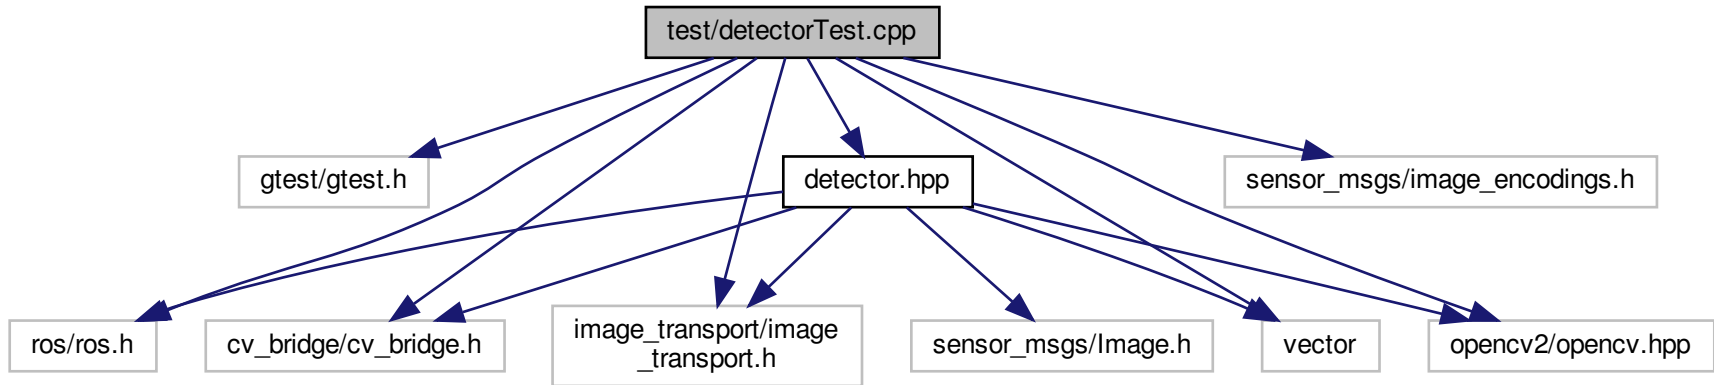 test/detectorTest.cpp
gtest/gtest.h
detector.hpp
sensor_msgs/image_encodings.h
ros/ros.h
cv_bridge/cv_bridge.h
image_transport/image
_transport.h
sensor_msgs/Image.h
vector
opencv2/opencv.hpp